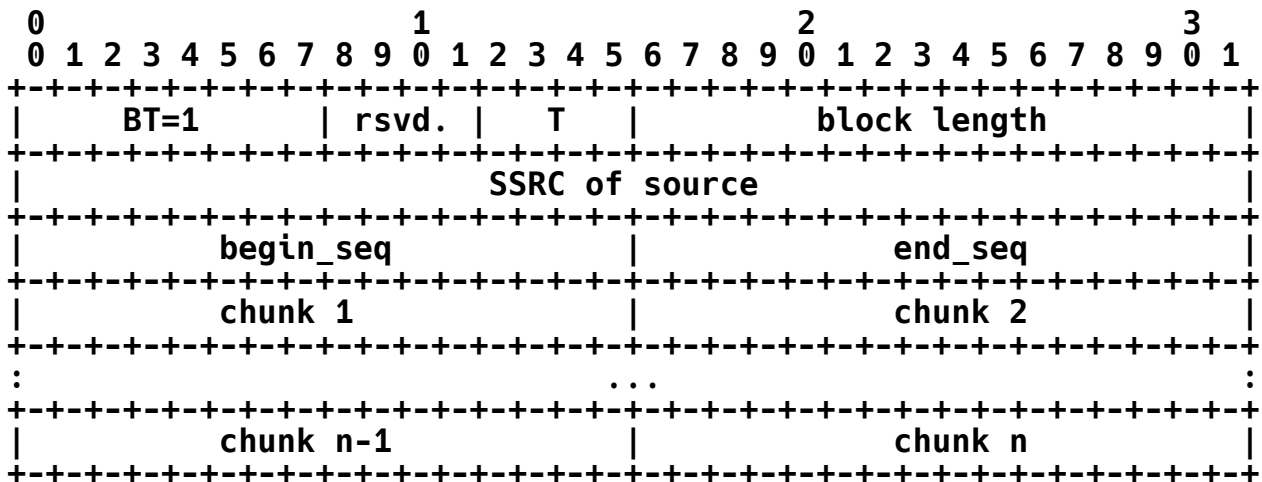 0                   1                   2                   3
 0 1 2 3 4 5 6 7 8 9 0 1 2 3 4 5 6 7 8 9 0 1 2 3 4 5 6 7 8 9 0 1
+-+-+-+-+-+-+-+-+-+-+-+-+-+-+-+-+-+-+-+-+-+-+-+-+-+-+-+-+-+-+-+-+
|     BT=1      | rsvd. |   T   |         block length          |
+-+-+-+-+-+-+-+-+-+-+-+-+-+-+-+-+-+-+-+-+-+-+-+-+-+-+-+-+-+-+-+-+
|                        SSRC of source                         |
+-+-+-+-+-+-+-+-+-+-+-+-+-+-+-+-+-+-+-+-+-+-+-+-+-+-+-+-+-+-+-+-+
|          begin_seq            |             end_seq           |
+-+-+-+-+-+-+-+-+-+-+-+-+-+-+-+-+-+-+-+-+-+-+-+-+-+-+-+-+-+-+-+-+
|          chunk 1              |             chunk 2           |
+-+-+-+-+-+-+-+-+-+-+-+-+-+-+-+-+-+-+-+-+-+-+-+-+-+-+-+-+-+-+-+-+
:                              ...                              :
+-+-+-+-+-+-+-+-+-+-+-+-+-+-+-+-+-+-+-+-+-+-+-+-+-+-+-+-+-+-+-+-+
|          chunk n-1            |             chunk n           |
+-+-+-+-+-+-+-+-+-+-+-+-+-+-+-+-+-+-+-+-+-+-+-+-+-+-+-+-+-+-+-+-+